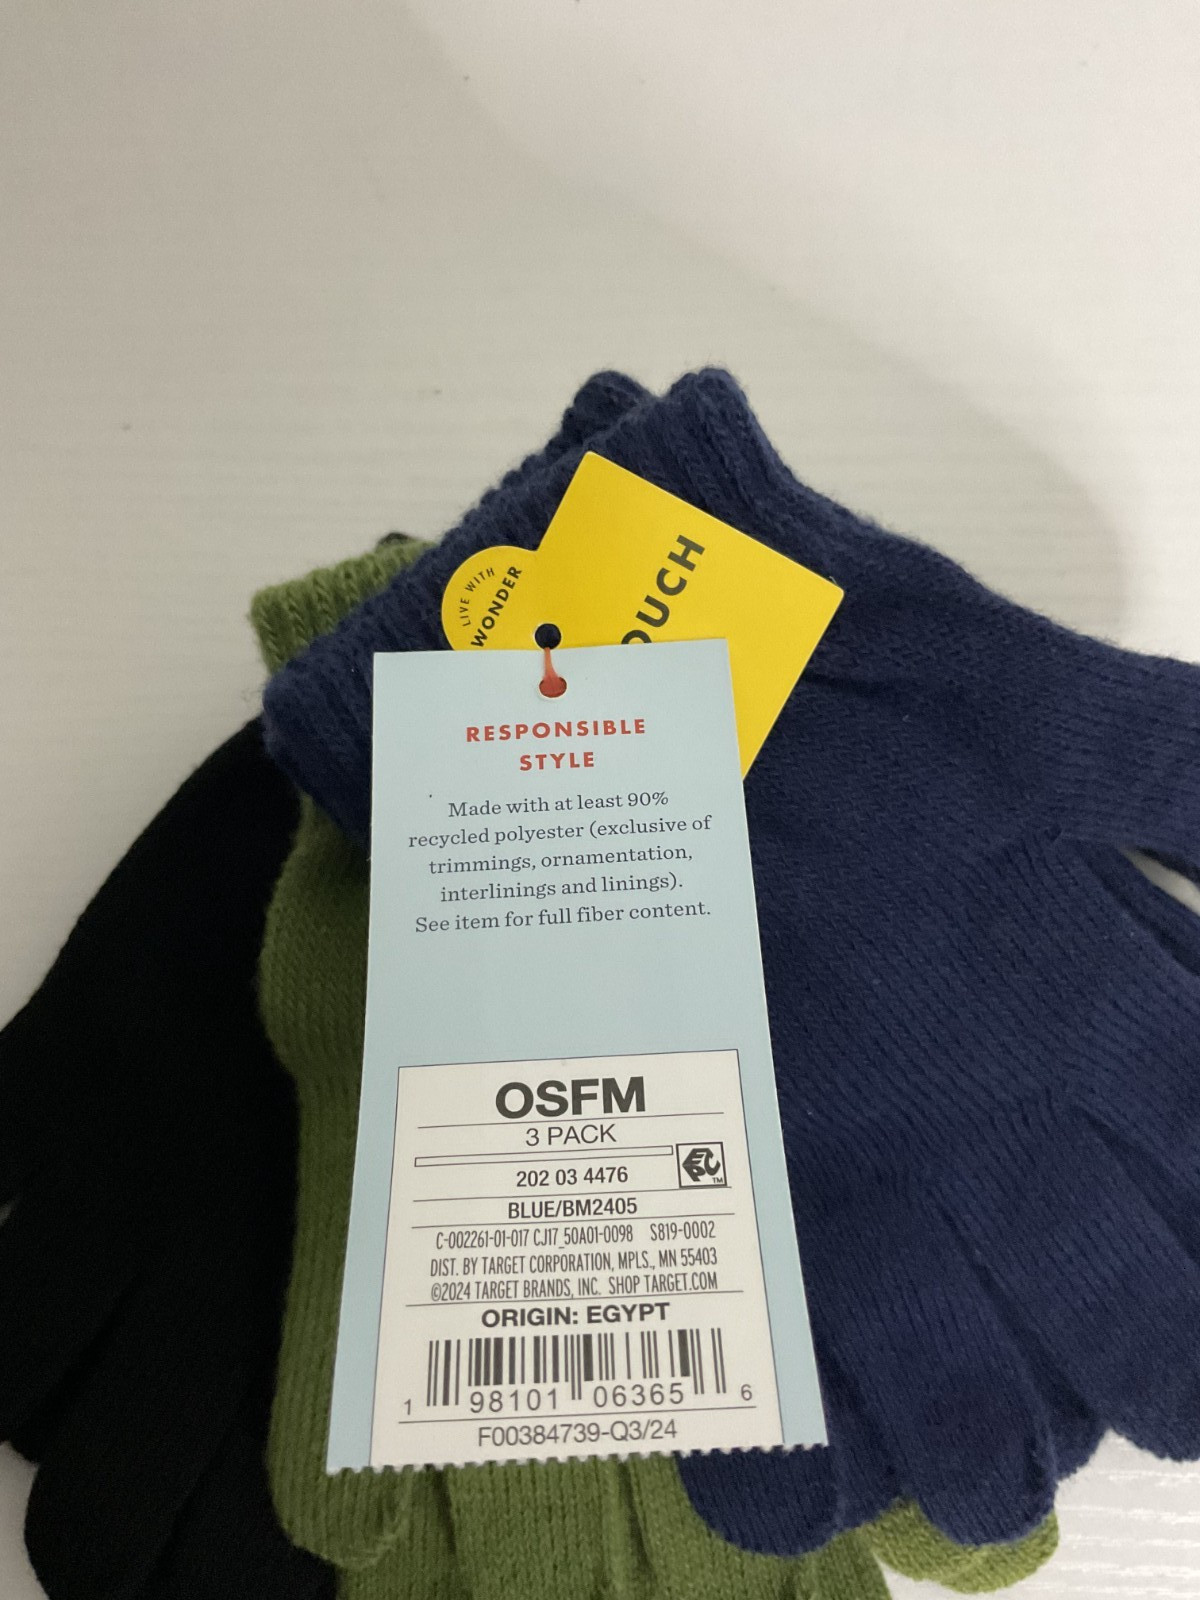 LIVE WITH
WONDER
OUCH
RESPONSIBLE
STYLE
Made with at least 90%
recycled polyester (exclusive of
trimmings, ornamentation,
interlinings and linings).
See item for full fiber content.
OSFM
3 PACK
202 03 4476
EPC TM
BLUE/BM2405
C-002261-01-017 CJ17_50A01-0098 S819-0002
DIST. BY TARGET CORPORATION, MPLS., MN 55403
©2024 TARGET BRANDS, INC. SHOP TARGET.COM
ORIGIN: EGYPT
1 98101 06365 6
F00384739-Q3/24